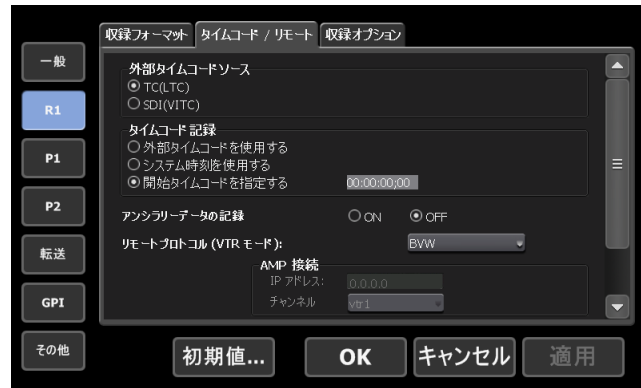 収録フォーマット タイムコード / リモート 収録オプション
一般
R1
P1
P2
転送
GPI
その他
外部タイムコードソース
TC(LTC)
SDI(VITC)
タイムコード記録
外部タイムコードを使用する
システム時刻を使用する
開始タイムコードを指定する 00:00:00;00
アンシラリーデータの記録 ON OFF
リモートプロトコル (VTR モード): BVW
AMP 接続
IP アドレス: 0.0.0.0
チャンネル vtr1
初期値... OK キャンセル 適用